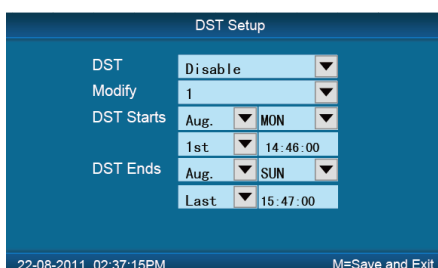 DST Setup
DST Disable
Modify 1
DST Starts Aug. MON
1st 14:46:00
DST Ends Aug. SUN
Last 15:47:00
22-08-2011 02:37:15PM M=Save and Exit